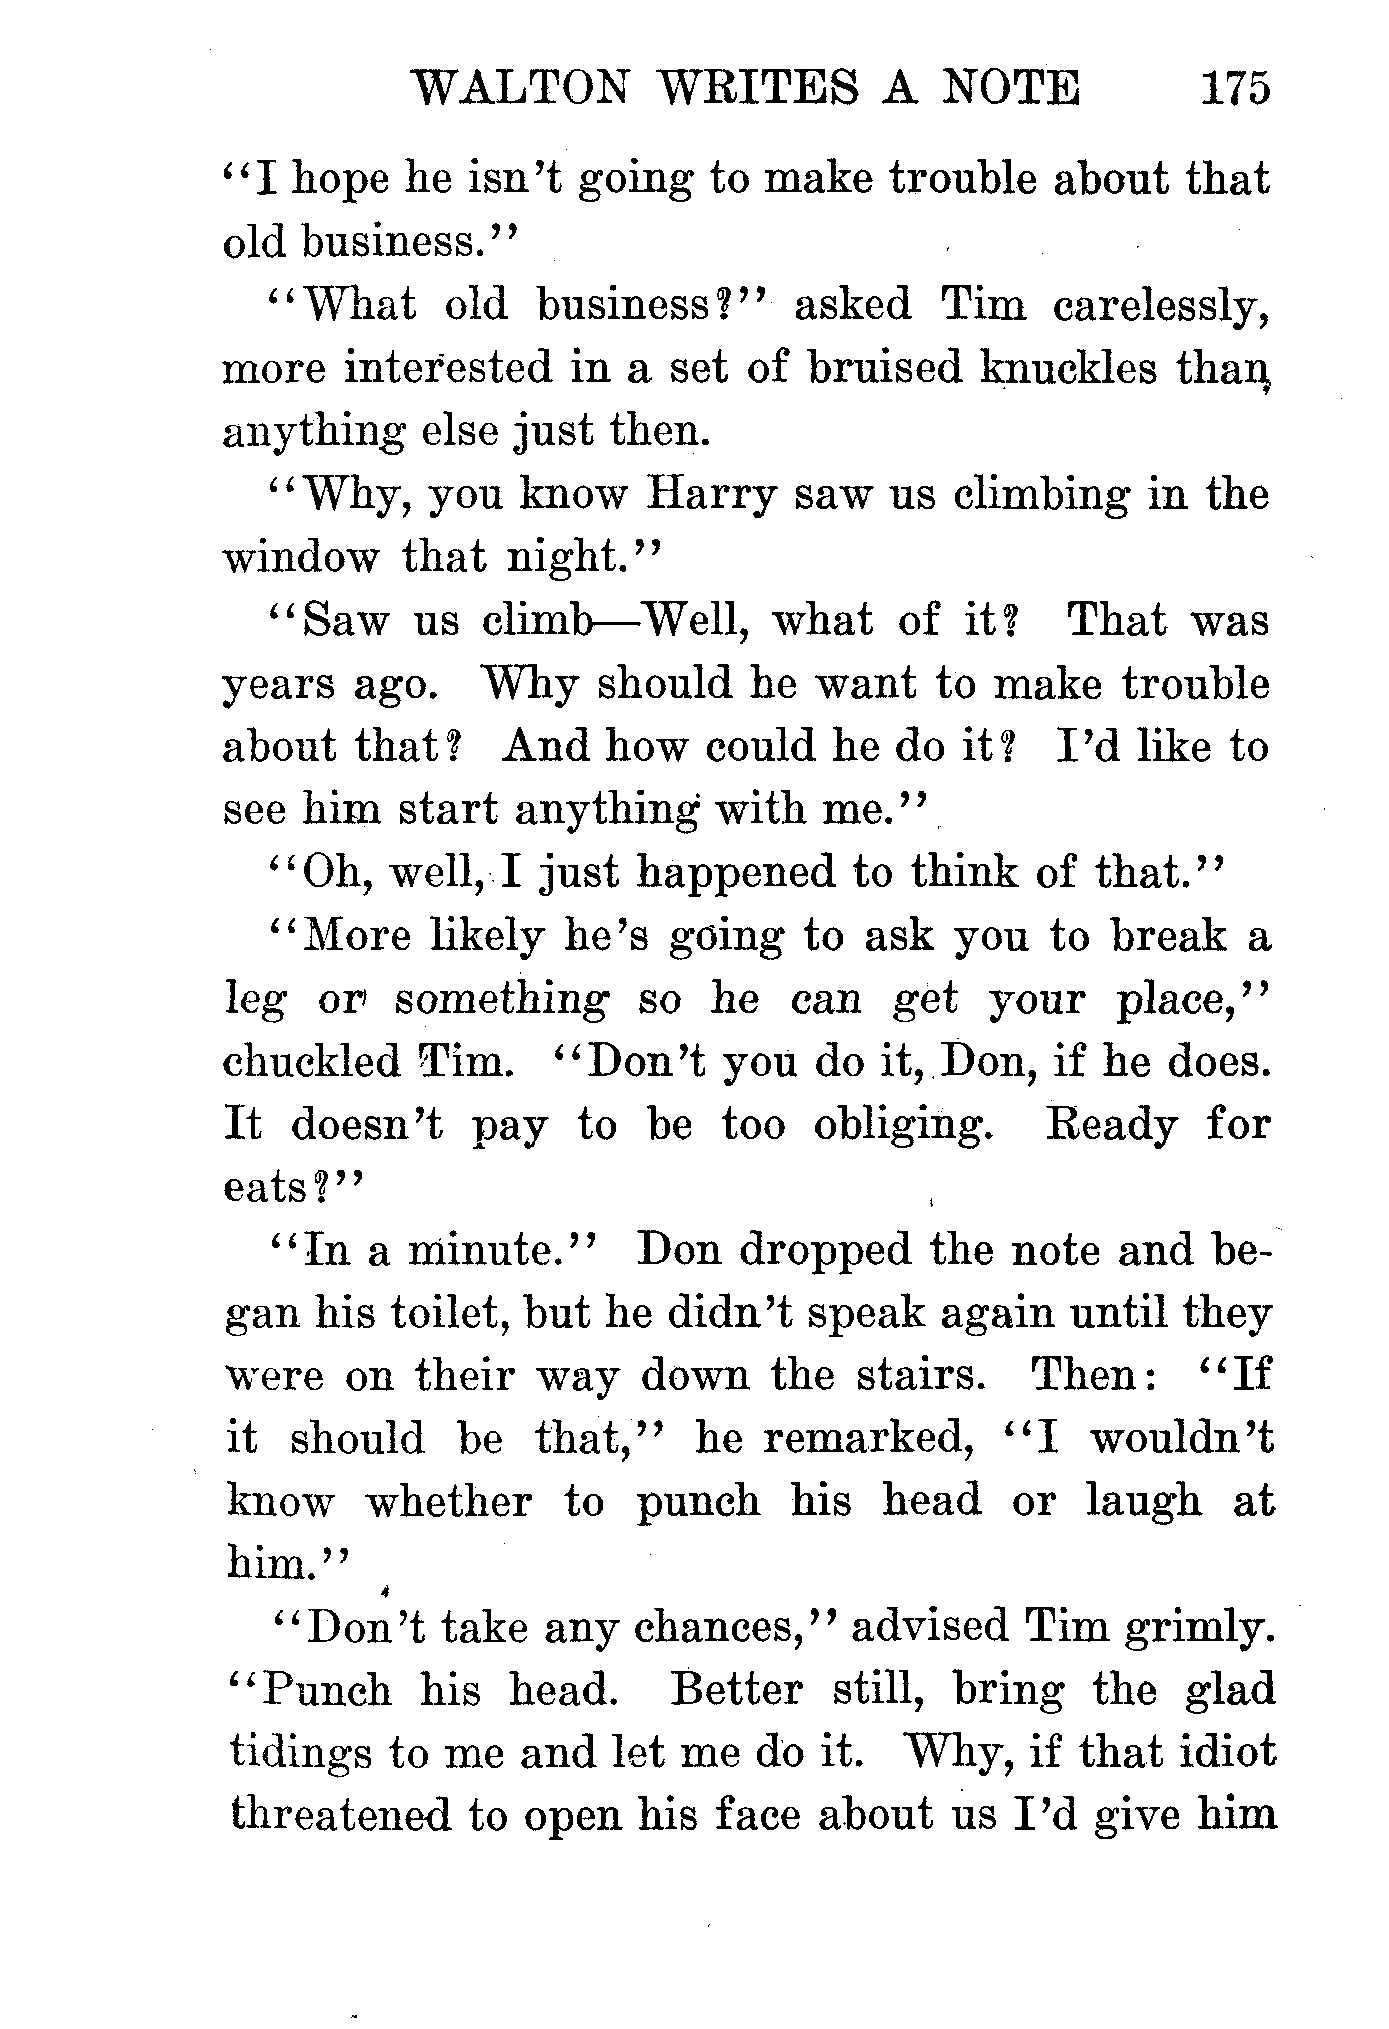 WALTON WRITES A NOTE 175
"I hope he isn't going to make trouble about that
old business."
"What old business?" asked Tim carelessly,
more interested in a set of bruised knuckles than
anything else just then.
"Why, you know Harry saw us climbing in the
window that night."
"Saw us climb—Well, what of it? That was
years ago. Why should he want to make trouble
about that? And how could he do it? I'd like to
see him start anything with me."
"Oh, well, I just happened to think of that."
"More likely he's going to ask you to break a
leg or something so he can get your place,"
chuckled Tim. "Don't you do it, Don, if he does.
It doesn't pay to be too obliging. Ready for
eats?"
"In a minute." Don dropped the note and be-
gan his toilet, but he didn't speak again until they
were on their way down the stairs. Then: "If
it should be that," he remarked, "I wouldn't
know whether to punch his head or laugh at
him."
"Don't take any chances," advised Tim grimly.
"Punch his head. Better still, bring the glad
tidings to me and let me do it. Why, if that idiot
threatened to open his face about us I'd give him